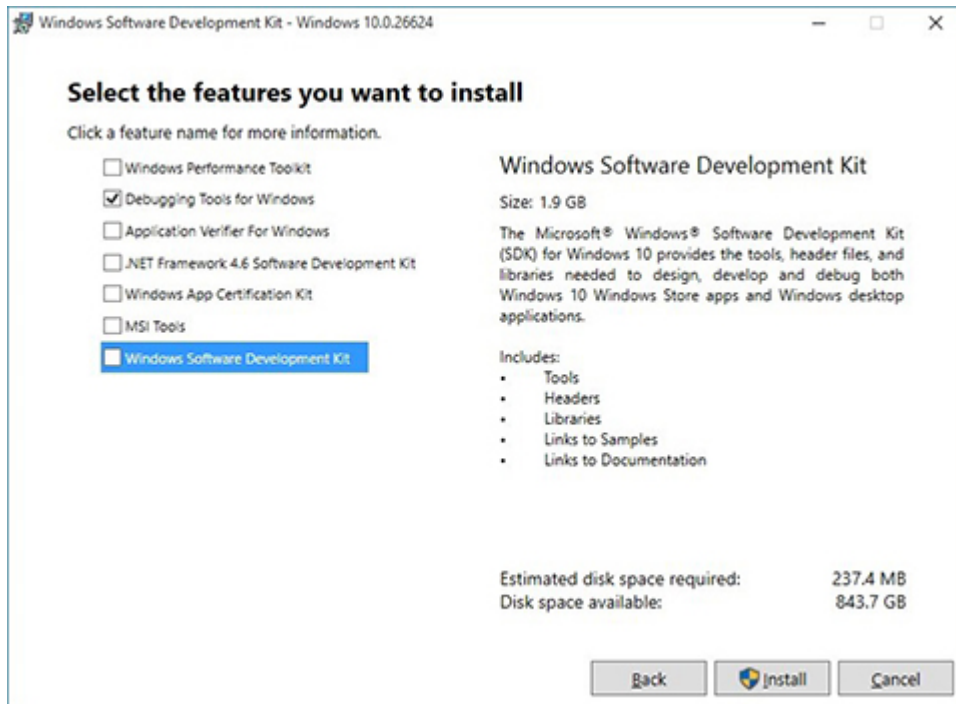 Windows Software Development Kit - Windows 10.0.26624
Select the features you want to install
Click a feature name for more information.
Windows Performance Toolkit
Debugging Tools for Windows
Application Verifier For Windows
.NET Framework 4.6 Software Development Kit
Windows App Certification Kit
MSI Tools
Windows Software Development Kit
Windows Software Development Kit
Size: 1.9 GB
The Microsoft® Windows® Software Development Kit
(SDK) for Windows 10 provides the tools, header files, and
libraries needed to design, develop and debug both
Windows 10 Windows Store apps and Windows desktop
applications.
Includes:
• Tools
• Headers
• Libraries
• Links to Samples
• Links to Documentation
Estimated disk space required: 237.4 MB
Disk space available: 843.7 GB
Back Install Cancel